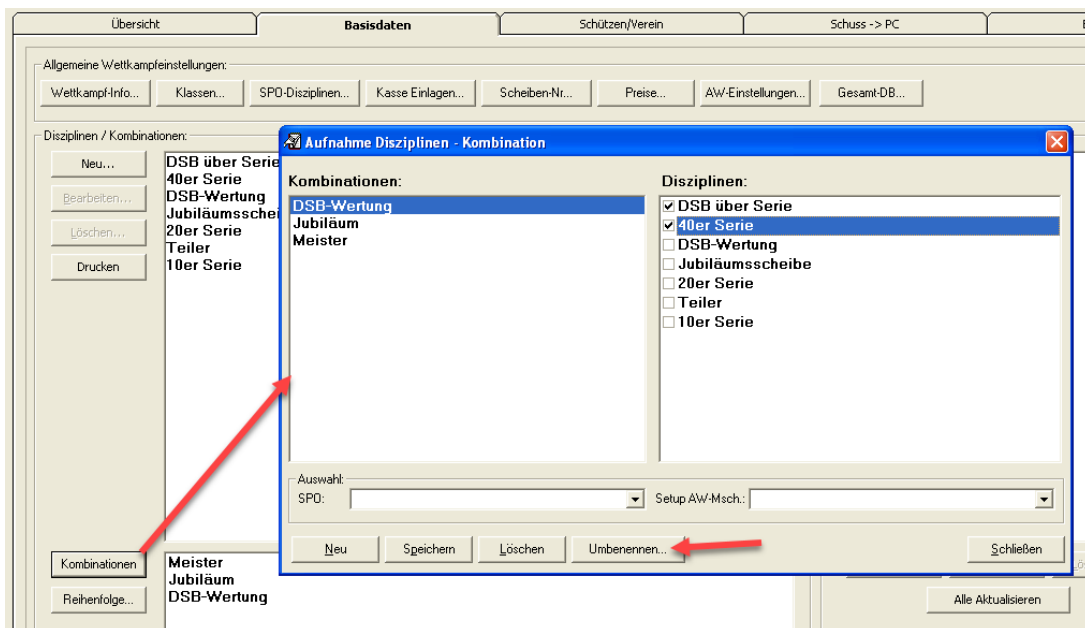 Übersicht
Basisdaten
Schützen/Verein
Schuss -> PC
Allgemeine Wettkampfeinstellungen:
Wettkampf-Info...
Klassen...
SPO-Disziplinen...
Kasse Einlagen...
Scheiben-Nr...
Preise...
AW-Einstellungen...
Gesamt-DB...
Disziplinen / Kombinationen:
Neu...
Bearbeiten...
Löschen...
Drucken
DSB über Serie
40er Serie
DSB-Wertung
Jubiläumsschei
20er Serie
Teiler
10er Serie
Aufnahme Disziplinen - Kombination
Kombinationen:
DSB-Wertung
Jubiläum
Meister
Disziplinen:
DSB über Serie
40er Serie
DSB-Wertung
Jubiläumsscheibe
20er Serie
Teiler
10er Serie
Auswahl:
SPO:
Setup AW-Msch.:
Neu
Speichern
Löschen
Umbenennen...
Schließen
Kombinationen
Reihenfolge...
Meister
Jubiläum
DSB-Wertung
Alle Aktualisieren